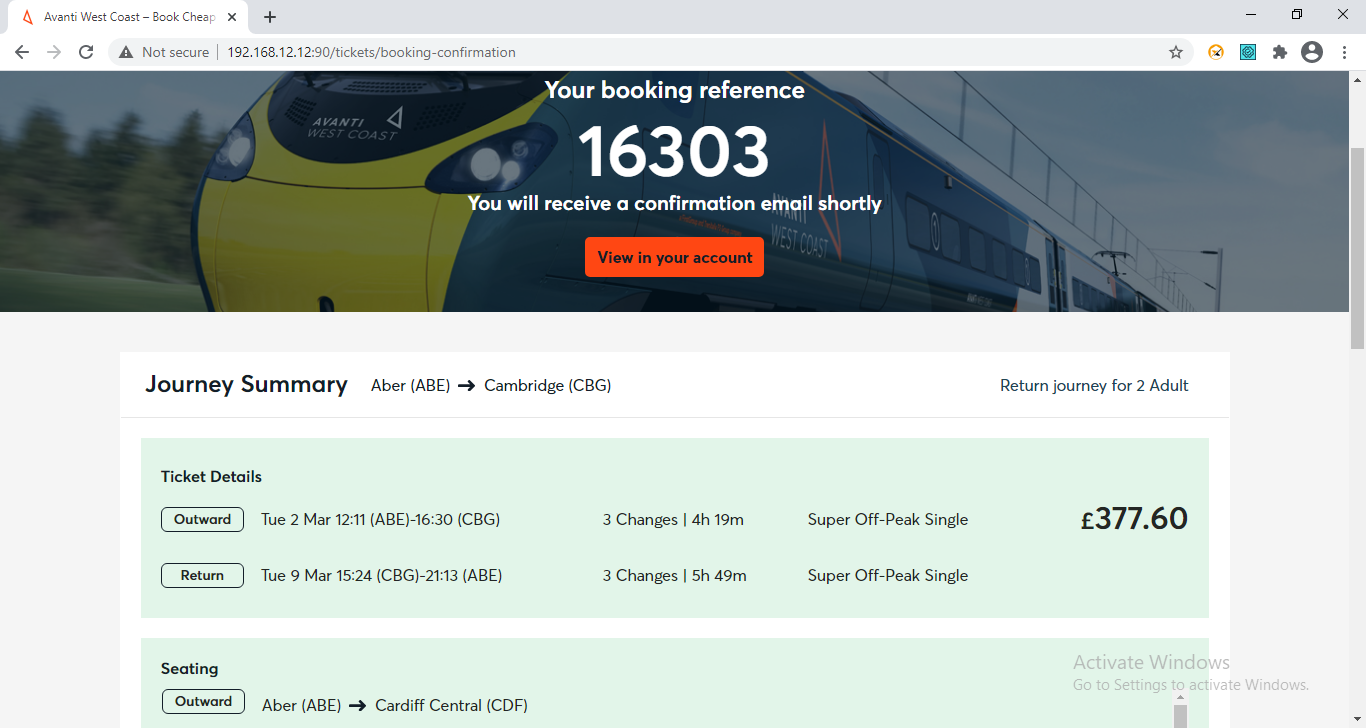 Avanti West Coast – Book Cheap
Not secure
192.168.12.12:90/tickets/booking-confirmation
AVANTI
WEST COAST
Your booking reference
16303
You will receive a confirmation email shortly
AVANTI
WEST COAST
View in your account
Journey Summary Aber (ABE) → Cambridge (CBG) Return journey for 2 Adult
Ticket Details
Outward Tue 2 Mar 12:11 (ABE)-16:30 (CBG) 3 Changes | 4h 19m Super Off-Peak Single £377.60
Return Tue 9 Mar 15:24 (CBG)-21:13 (ABE) 3 Changes | 5h 49m Super Off-Peak Single
Seating
Outward Aber (ABE) → Cardiff Central (CDF)
Activate Windows
Go to Settings to activate Windows.